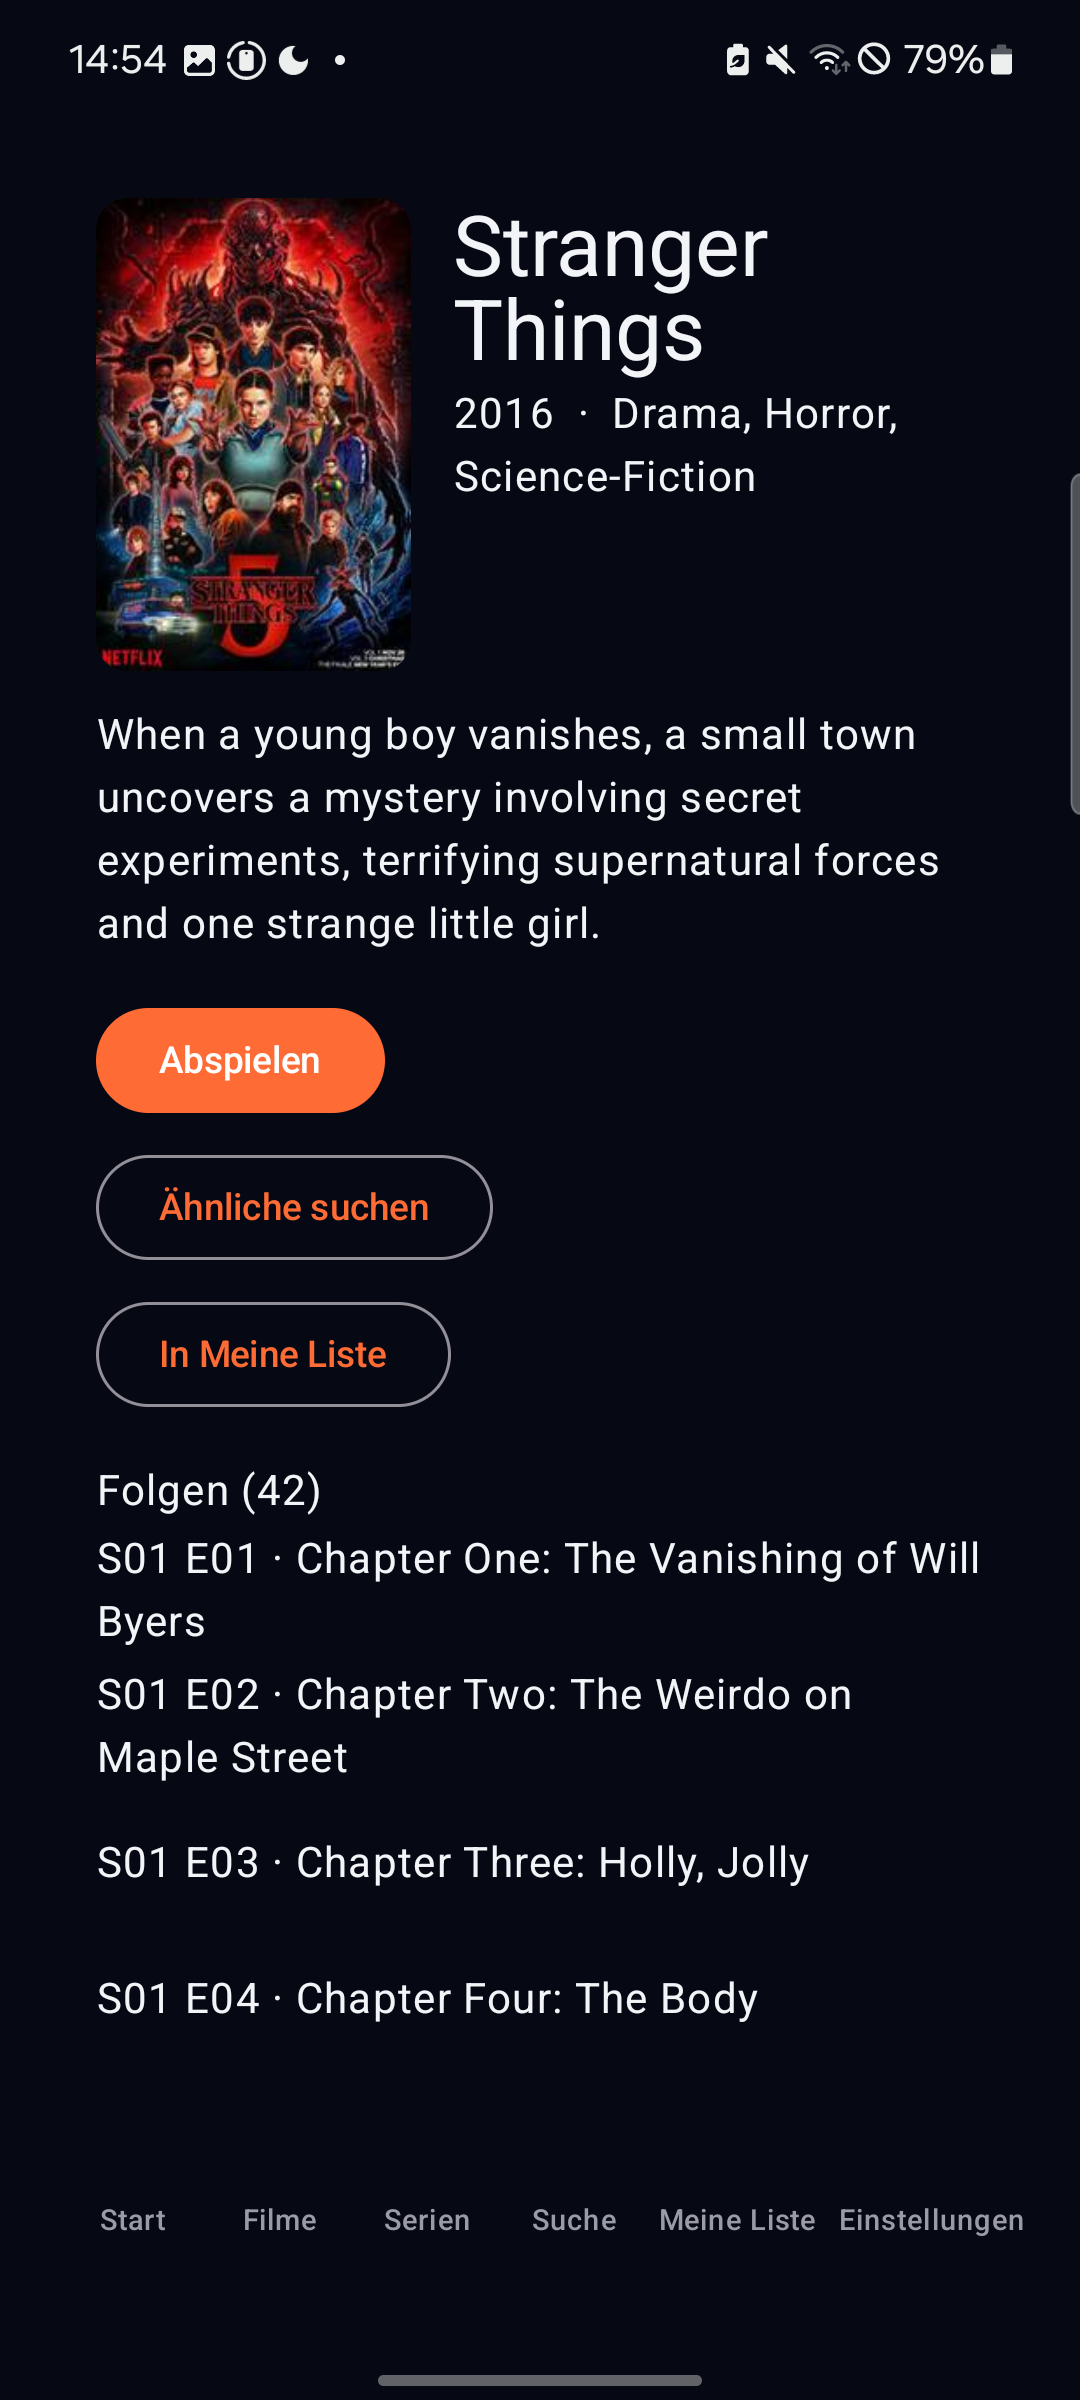 14:54
79%
Stranger
Things
2016 · Drama, Horror,
Science-Fiction
STRANGER
THINGS
5
NETFLIX
When a young boy vanishes, a small town
uncovers a mystery involving secret
experiments, terrifying supernatural forces
and one strange little girl.
Abspielen
Ähnliche suchen
In Meine Liste
Folgen (42)
S01 E01 · Chapter One: The Vanishing of Will
Byers
S01 E02 · Chapter Two: The Weirdo on
Maple Street
S01 E03 · Chapter Three: Holly, Jolly
S01 E04 · Chapter Four: The Body
Start Filme Serien Suche Meine Liste Einstellungen